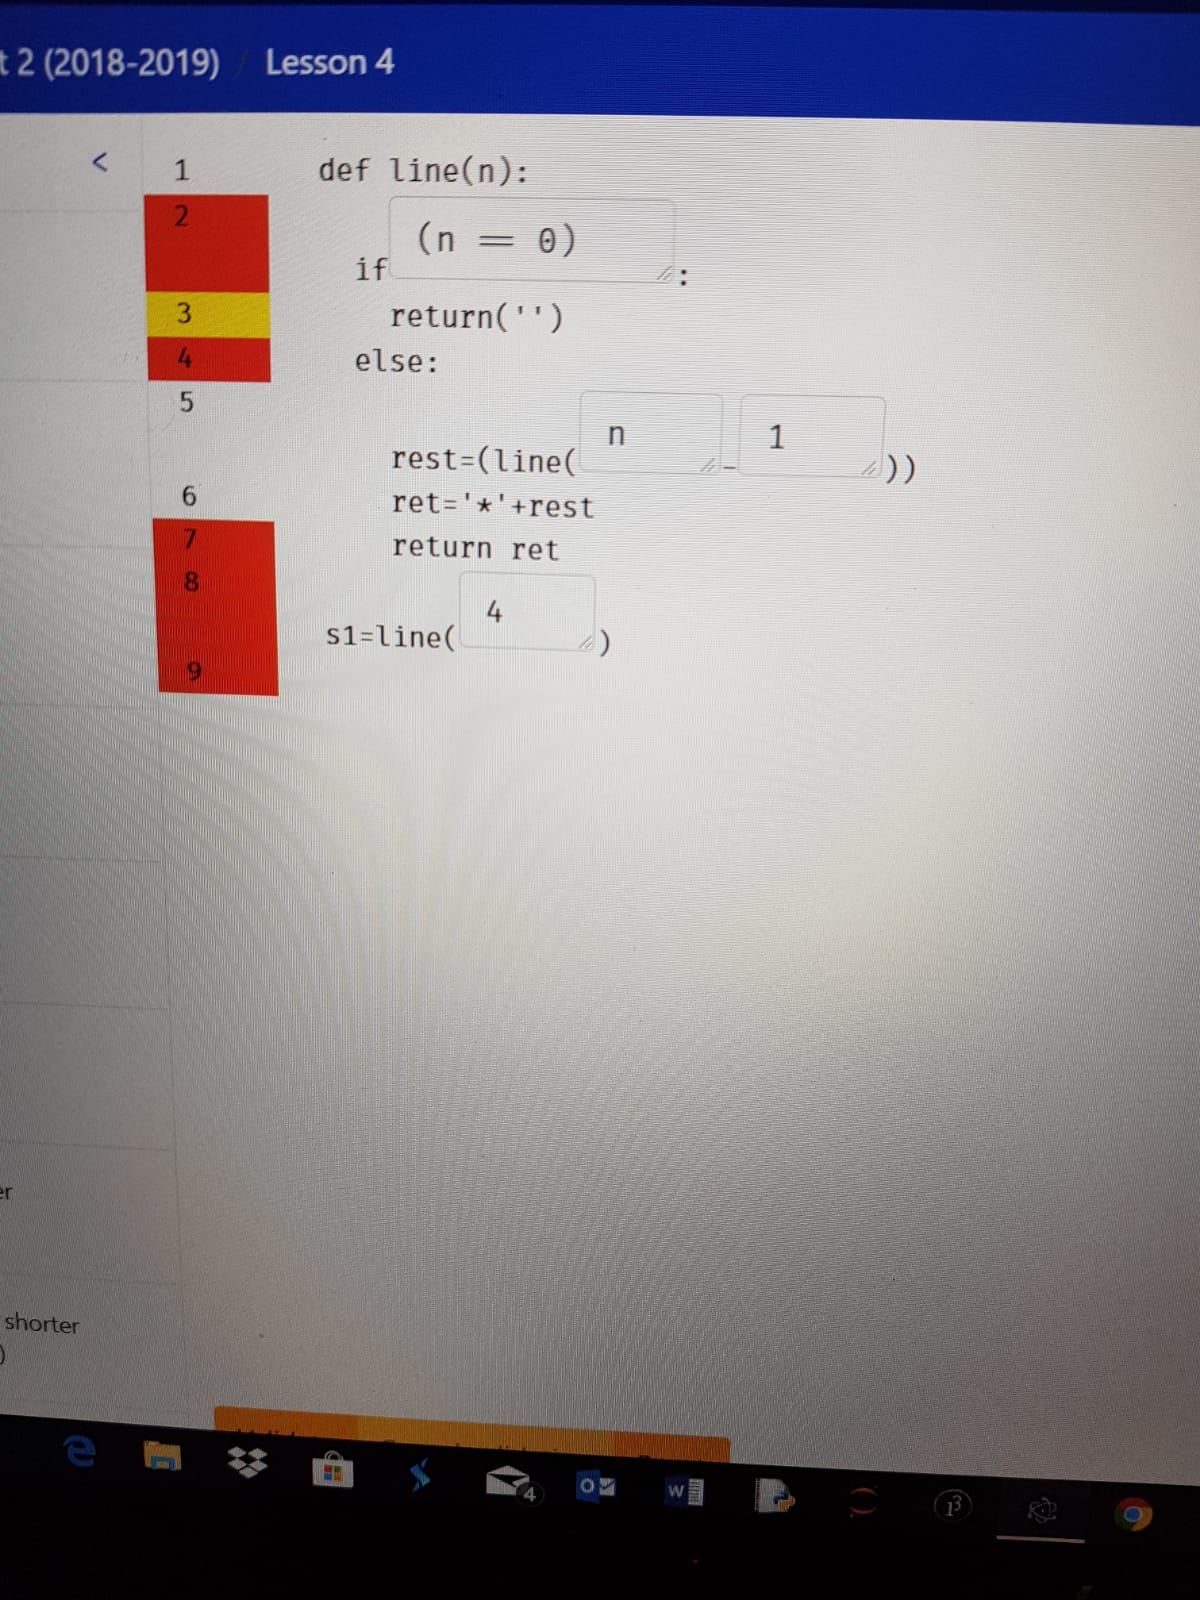 t 2 (2018-2019) / Lesson 4
<
1 def line(n):
2 if (n == 0) :
3 return('')
4 else:
5 rest=(line( n - 1 ))
6 ret='*'+rest
7 return ret
8 s1=line( 4 )
9
er
shorter
)
4